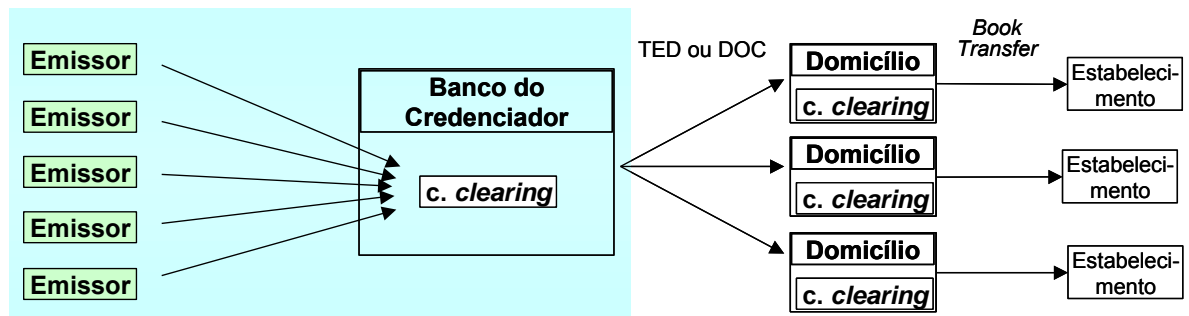 Emissor
Emissor
Emissor
Emissor
Emissor
Banco do
Credenciador
c. clearing
TED ou DOC
Domicílio
c. clearing
Domicílio
c. clearing
Domicílio
c. clearing
Book
Transfer
Estabeleci-
mento
Estabeleci-
mento
Estabeleci-
mento